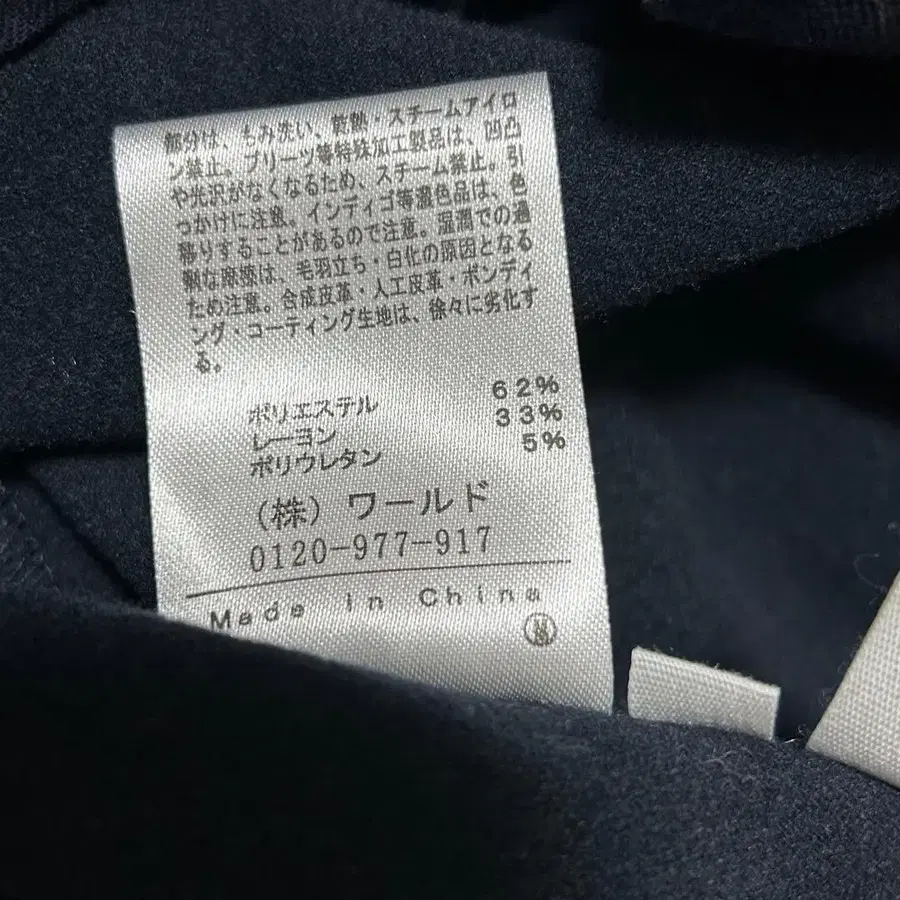 部分は、もみ洗い、乾熱・スチームアイロ
ン禁止。プリーツ等特殊加工製品は、凹凸
や光沢がなくなるため、スチーム禁止。引
っかけに注意。インディゴ等濃色品は、色
移りすることがあるので注意。湿潤での過
剰な摩擦は、毛羽立ち・白化の原因となる
ため注意。合成皮革・人工皮革・ボンディ
ング・コーティング生地は、徐々に劣化す
る。
ポリエステル 62%
レーヨン 33%
ポリウレタン 5%
(株) ワールド
0120-977-917
Made in China